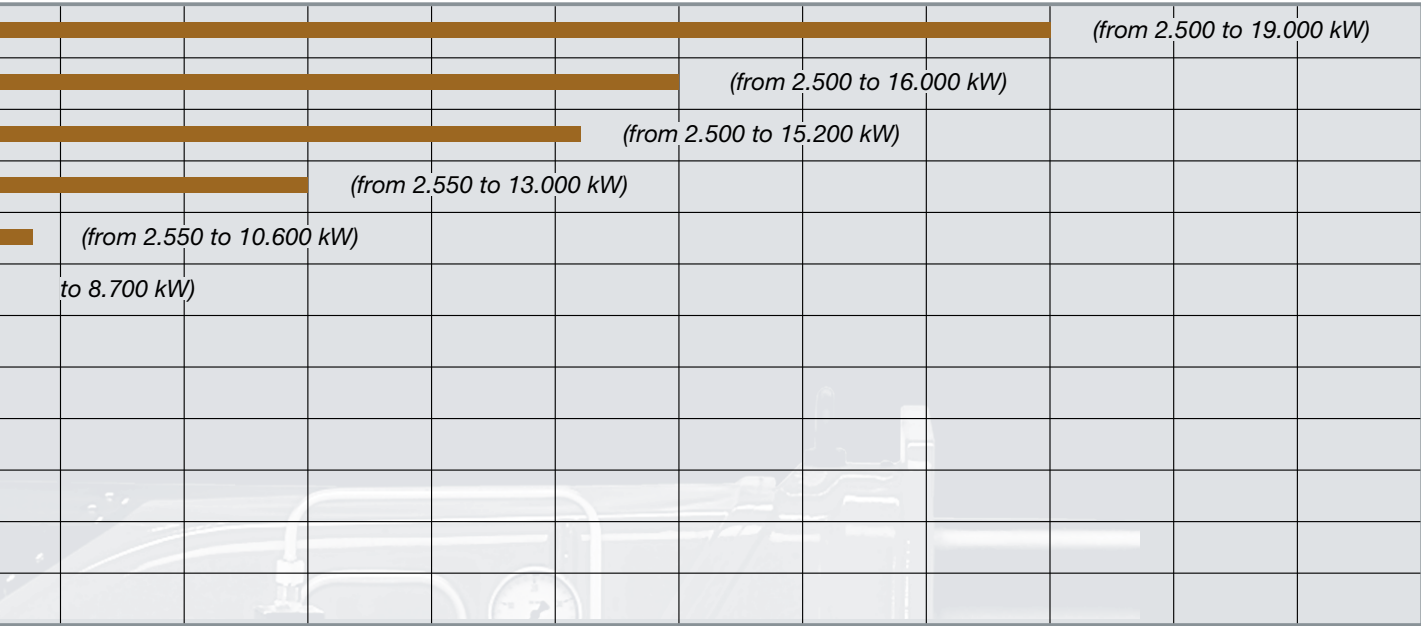 (from 2.500 to 19.000 kW)
(from 2.500 to 16.000 kW)
(from 2.500 to 15.200 kW)
(from 2.550 to 13.000 kW)
(from 2.550 to 10.600 kW)
to 8.700 kW)